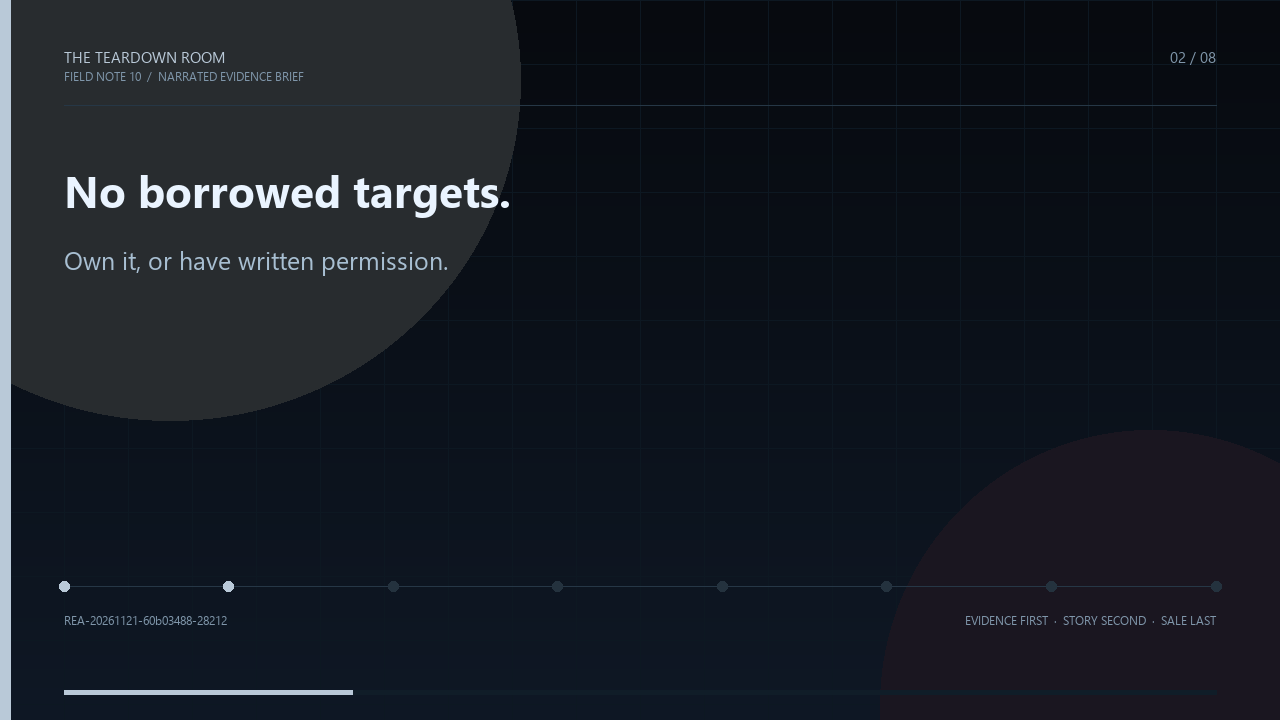 THE TEARDOWN ROOM
FIELD NOTE 10 / NARRATED EVIDENCE BRIEF
02 / 08
No borrowed targets.
Own it, or have written permission.
REA-20261121-60b03488-28212
EVIDENCE FIRST · STORY SECOND · SALE LAST